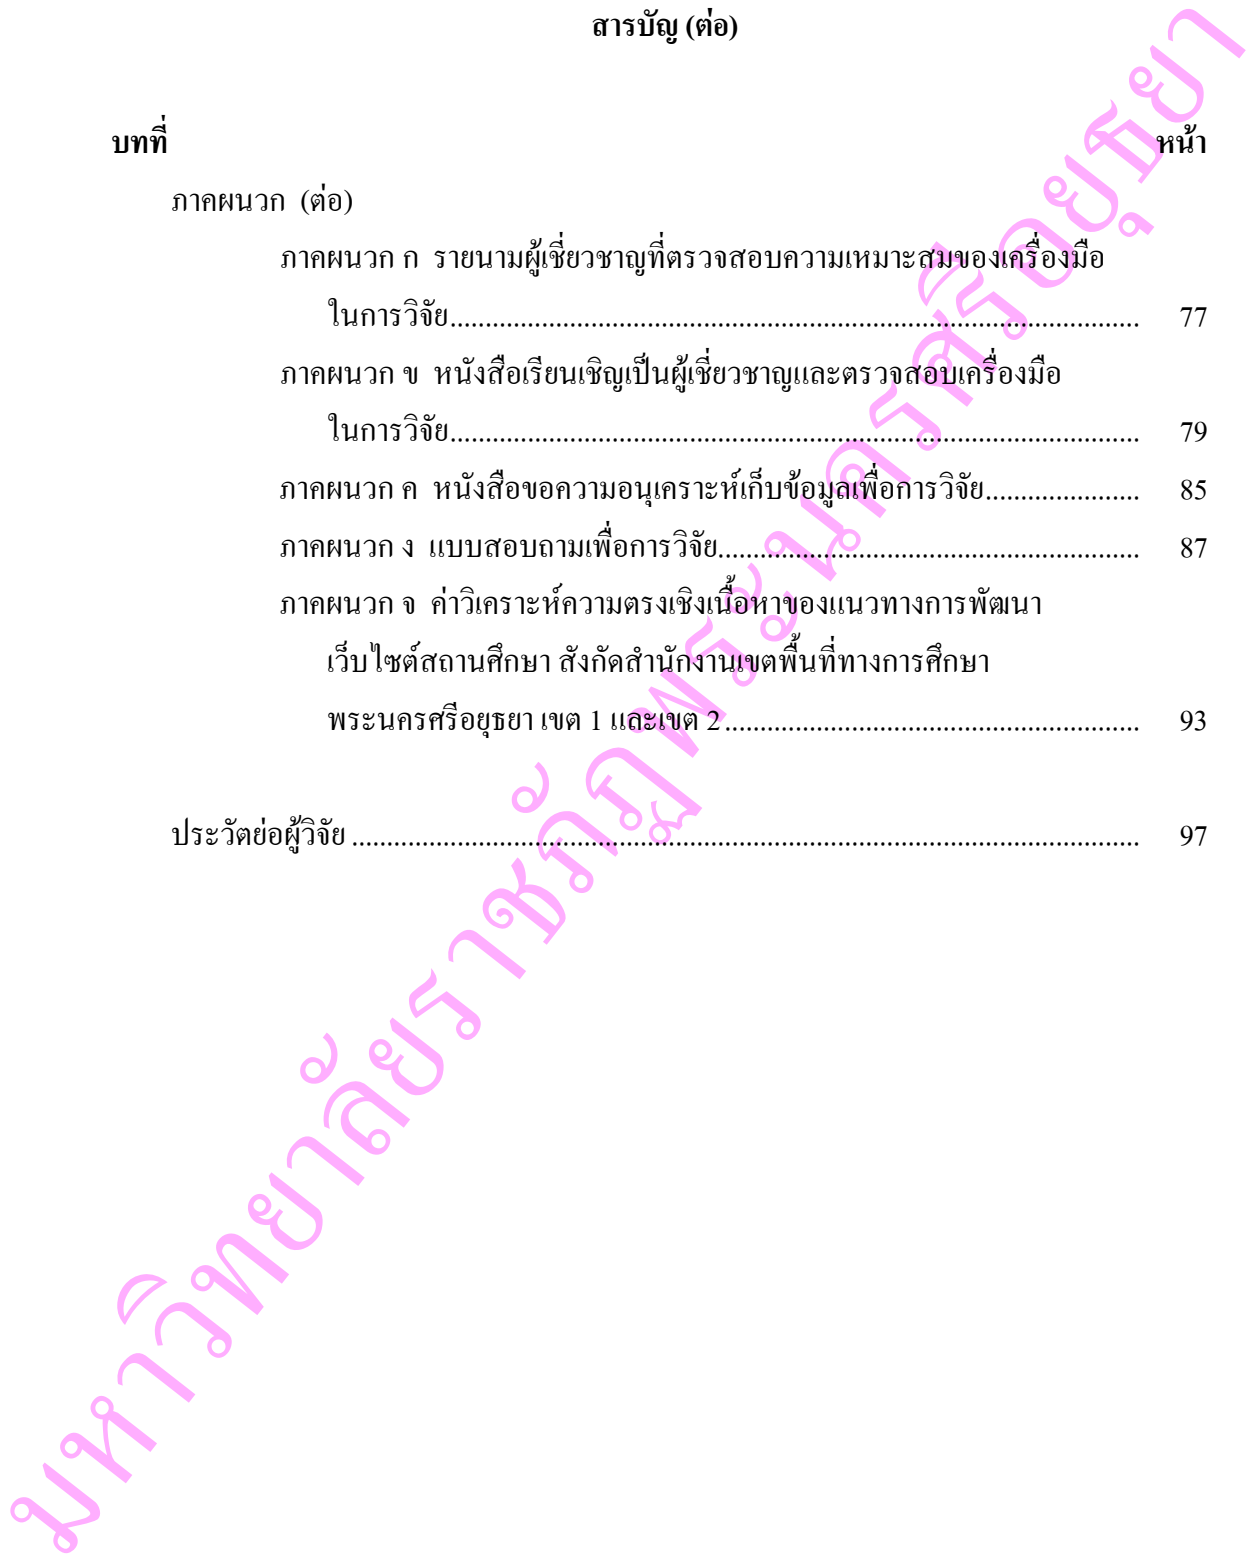 สารบัญ (ต่อ)
บทที่ หน้า
ภาคผนวก (ต่อ)
ภาคผนวก ก รายนามผู้เชี่ยวชาญที่ตรวจสอบความเหมาะสมของเครื่องมือ
ในการวิจัย................................................................................................. 77
ภาคผนวก ข หนังสือเรียนเชิญเป็นผู้เชี่ยวชาญและตรวจสอบเครื่องมือ
ในการวิจัย................................................................................................. 79
ภาคผนวก ค หนังสือขอความอนุเคราะห์เก็บข้อมูลเพื่อการวิจัย...................... 85
ภาคผนวก ง แบบสอบถามเพื่อการวิจัย........................................................... 87
ภาคผนวก จ ค่าวิเคราะห์ความตรงเชิงเนื้อหาของแนวทางการพัฒนา
เว็บไซต์สถานศึกษา สังกัดสำนักงานเขตพื้นที่ทางการศึกษา
พระนครศรีอยุธยา เขต 1 และเขต 2.......................................................... 93
ประวัตย่อผู้วิจัย ............................................................................................................... 97
มหาวิทยาลัยราชภัฏพระนครศรีอยุธยา